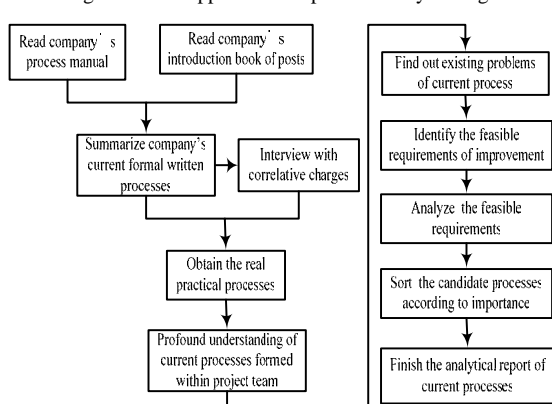 Read company's
process manual
Read company's
introduction book of posts
Summarize company's
current formal written
processes
Interview with
correlative charges
Obtain the real
practical processes
Profound understanding of
current processes formed
within project team
Find out existing problems
of current process
Identify the feasible
requirements of improvement
Analyze the feasible
requirements
Sort the candidate processes
according to importance
Finish the analytical report of
current processes